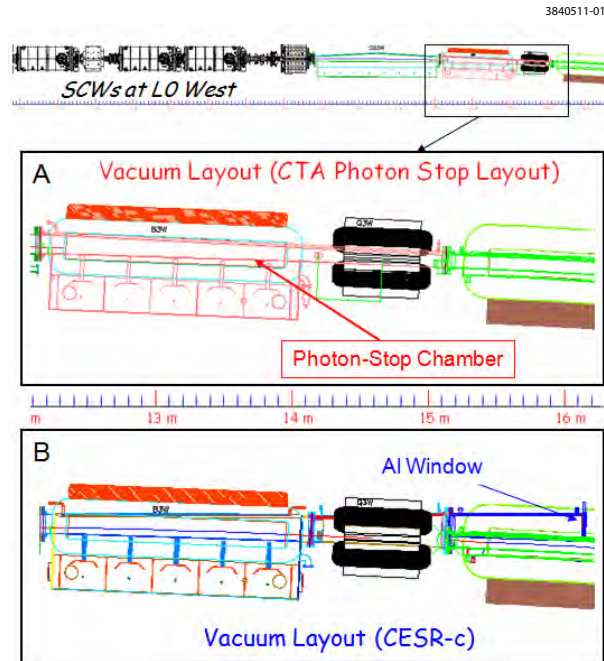 3840511-01
SB3W
SCWs at L0 West
A
Vacuum Layout (CTA Photon Stop Layout)
B3W
Q3W
Photon-Stop Chamber
m 13 m 14 m 15 m 16 m
B
Al Window
B3W
Q3W
Vacuum Layout (CESR-c)